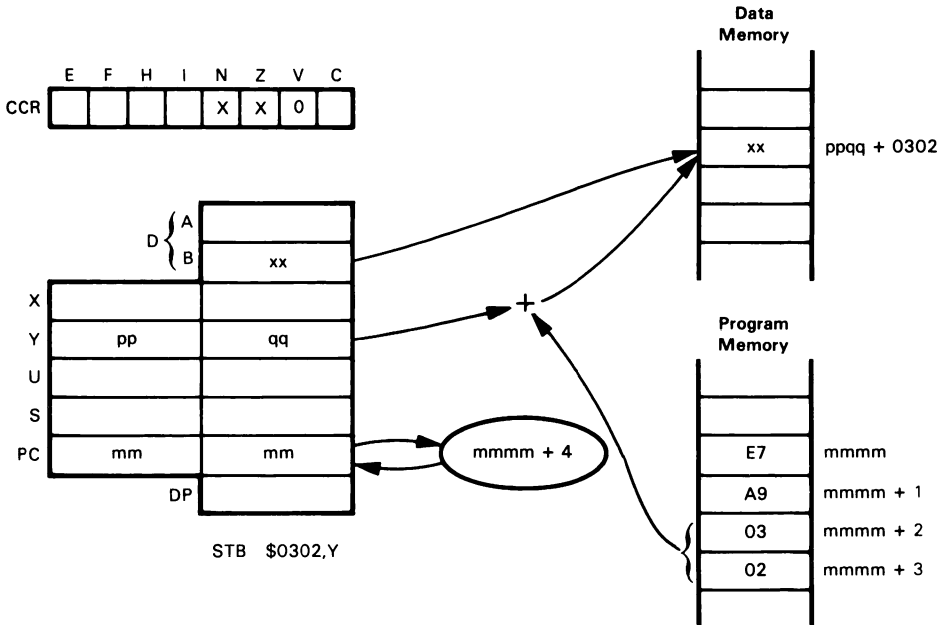 Data
Memory
E F H I N Z V C
CCR X X 0
xx ppqq + 0302
D { A
B xx
X
+
Y pp qq
Program
Memory
U
S
PC mm mm
mmmm + 4
E7 mmmm
DP
A9 mmmm + 1
03 mmmm + 2
STB $0302,Y
02 mmmm + 3